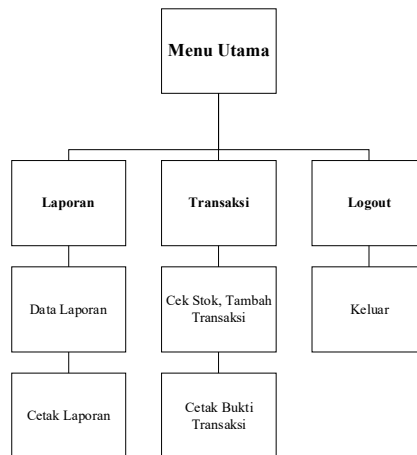 Menu Utama
Laporan
Transaksi
Logout
Data Laporan
Cek Stok, Tambah
Transaksi
Keluar
Cetak Laporan
Cetak Bukti
Transaksi